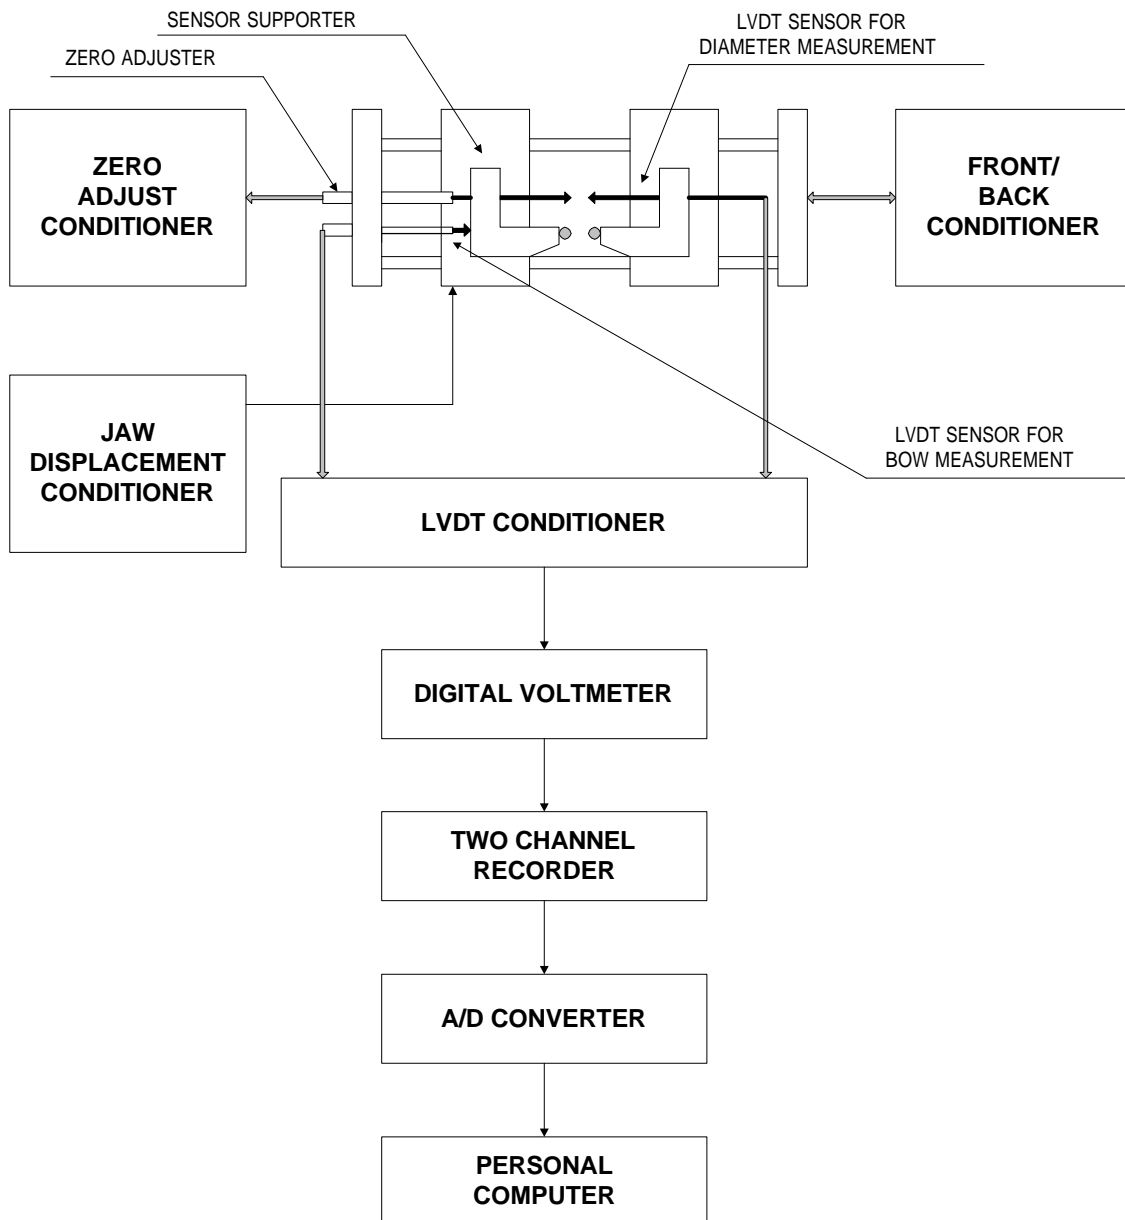 SENSOR SUPPORTER
ZERO ADJUSTER
LVDT SENSOR FOR
DIAMETER MEASUREMENT
ZERO
ADJUST
CONDITIONER
FRONT/
BACK
CONDITIONER
JAW
DISPLACEMENT
CONDITIONER
LVDT SENSOR FOR
BOW MEASUREMENT
LVDT CONDITIONER
DIGITAL VOLTMETER
TWO CHANNEL
RECORDER
A/D CONVERTER
PERSONAL
COMPUTER